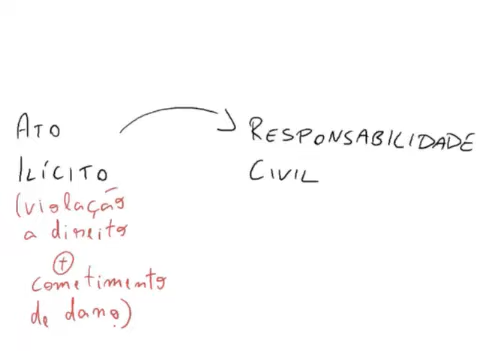 ATO
ILÍCITO
(violação
a direito
+
cometimento
de dano)
RESPONSABILIDADE
CIVIL